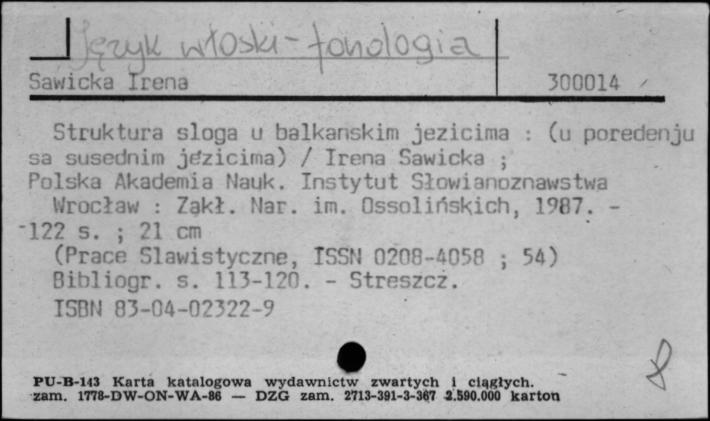 Język włoski - fonologia
Sawicka Irena 300014
Struktura sloga u balkanskim jezicima : (u poredenju
sa susednim jezicima) / Irena Sawicka ;
Polska Akademia Nauk. Instytut Słowianoznawstwa
Wrocław : Zakł. Nar. im. Ossolińskich, 1987. -
-122 s. ; 21 cm
(Prace Slawistyczne, ISSN 0208-4058 ; 54)
Bibliogr. s. 113-120. - Streszcz.
ISBN 83-04-02322-9
PU-B-143 Karta katalogowa wydawnictw zwartych i ciągłych.
zam. 1778-DW-ON-WA-86 — DZG zam. 2713-391-3-367 2.590.000 karton